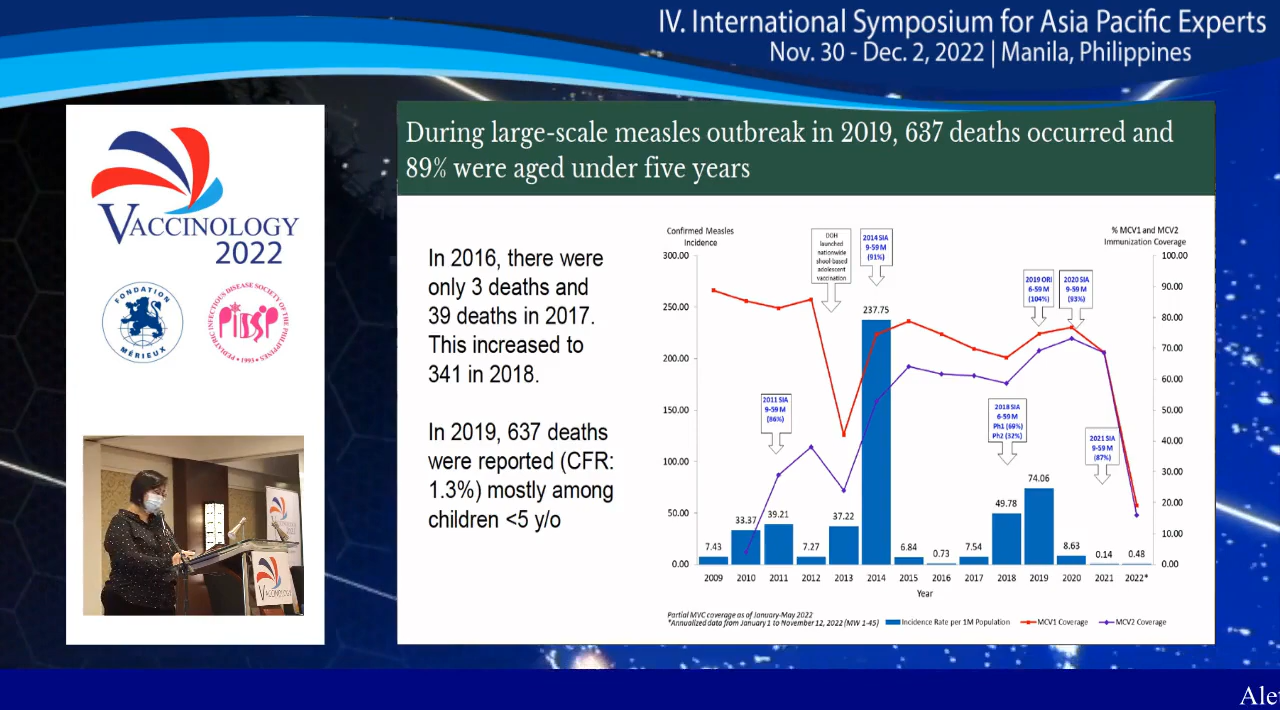 IV. International Symposium for Asia Pacific Experts
Nov. 30 - Dec. 2, 2022 | Manila, Philippines
VACCINOLOGY
2022
FONDATION
MÉRIEUX
PEDIATRIC INFECTIOUS DISEASE SOCIETY OF THE PHILIPPINES
PIDSP
• 1993 •
During large-scale measles outbreak in 2019, 637 deaths occurred and
89% were aged under five years
In 2016, there were
only 3 deaths and
39 deaths in 2017.
This increased to
341 in 2018.
In 2019, 637 deaths
were reported (CFR:
1.3%) mostly among
children <5 y/o
Confirmed Measles
Incidence
% MCV1 and MCV2
Immunization Coverage
300.00
250.00
200.00
150.00
100.00
50.00
0.00
100.00
90.00
80.00
70.00
60.00
50.00
40.00
30.00
20.00
10.00
0.00
DOH
launched
nationwide
shool-based
adolescent
vaccination
2014 SIA
9-59 M
(91%)
2019 ORI
6-59 M
(104%)
2020 SIA
9-59 M
(93%)
2011 SIA
9-59 M
(86%)
2018 SIA
6-59 M
Ph1 (69%)
Ph2 (32%)
2021 SIA
9-59 M
(87%)
7.43
33.37
39.21
7.27
37.22
237.75
6.84
0.73
7.54
49.78
74.06
8.63
0.14
0.48
2009 2010 2011 2012 2013 2014 2015 2016 2017 2018 2019 2020 2021 2022*
Year
Partial MVC coverage as of January-May 2022
*Annualized data from January 1 to November 12, 2022 (MW 1-45)
Incidence Rate per 1M Population MCV1 Coverage MCV2 Coverage